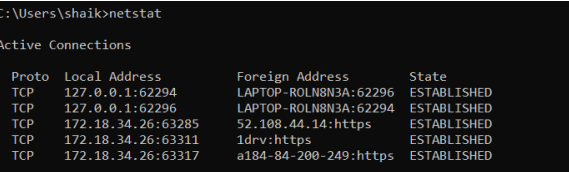 C:\Users\shaik>netstat
Active Connections
Proto Local Address Foreign Address State
TCP 127.0.0.1:62294 LAPTOP-ROLN8N3A:62296 ESTABLISHED
TCP 127.0.0.1:62296 LAPTOP-ROLN8N3A:62294 ESTABLISHED
TCP 172.18.34.26:63285 52.108.44.14:https ESTABLISHED
TCP 172.18.34.26:63311 1drv:https ESTABLISHED
TCP 172.18.34.26:63317 a184-84-200-249:https ESTABLISHED